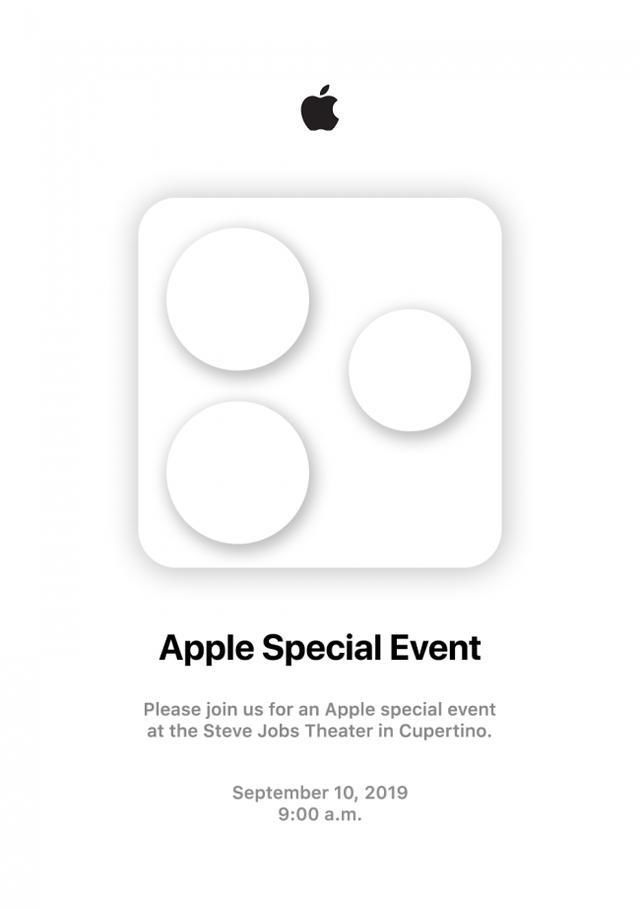 Apple Special Event
Please join us for an Apple special event
at the Steve Jobs Theater in Cupertino.
September 10, 2019
9:00 a.m.